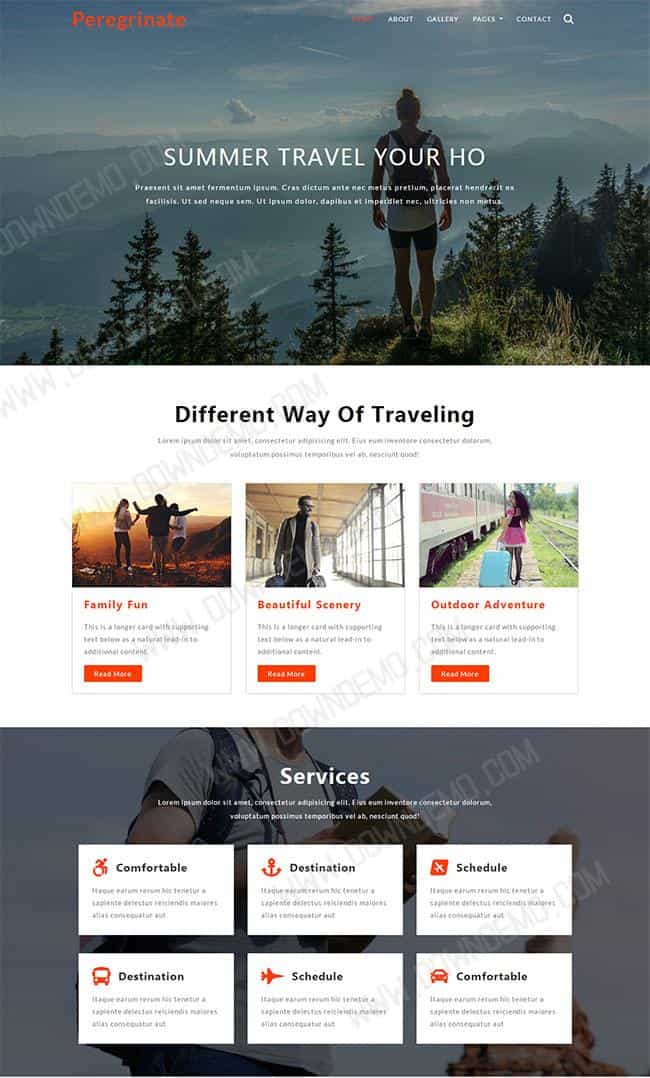 Peregrinate
HOME ABOUT GALLERY PAGES CONTACT
SUMMER TRAVEL YOUR HO
Praesent sit amet fermentum ipsum. Cras dictum ante nec metus pretium, placerat hendrerit ex
facilisis. Ut sed neque sem. Ut ipsum dolor, dapibus et imperdiet nec, ultricies non metus.
Different Way Of Traveling
Lorem ipsum dolor sit amet, consectetur adipisicing elit. Eius eum inventore consectetur dolorum,
voluptatum possimus temporibus vel ab, nesciunt quod!
Family Fun
This is a longer card with supporting
text below as a natural lead-in to
additional content.
Read More
Beautiful Scenery
This is a longer card with supporting
text below as a natural lead-in to
additional content.
Read More
Outdoor Adventure
This is a longer card with supporting
text below as a natural lead-in to
additional content.
Read More
Services
Lorem ipsum dolor sit amet, consectetur adipisicing elit. Eius eum inventore consectetur dolorum,
voluptatum possimus temporibus vel ab, nesciunt quod!
Comfortable
Itaque earum rerum hic tenetur a
sapiente delectus reiciendis maiores
alias consequatur aut
Destination
Itaque earum rerum hic tenetur a
sapiente delectus reiciendis maiores
alias consequatur aut
Schedule
Itaque earum rerum hic tenetur a
sapiente delectus reiciendis maiores
alias consequatur aut
Destination
Itaque earum rerum hic tenetur a
sapiente delectus reiciendis maiores
alias consequatur aut
Schedule
Itaque earum rerum hic tenetur a
sapiente delectus reiciendis maiores
alias consequatur aut
Comfortable
Itaque earum rerum hic tenetur a
sapiente delectus reiciendis maiores
alias consequatur aut
WWW.DOWNDEMO.COM